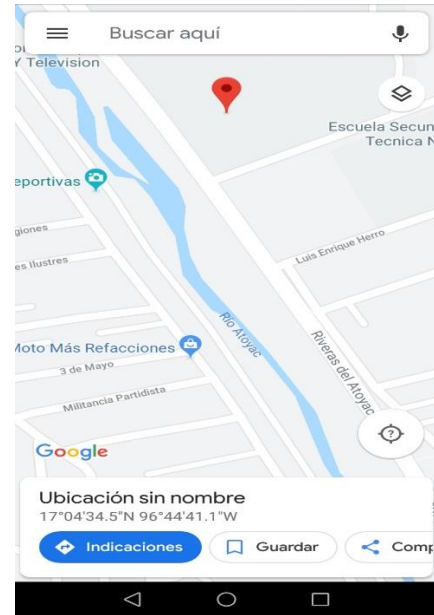 Buscar aquí
Y Television
Escuela Secun
Tecnica N
eportivas
giones
es Ilustres
Luis Enrique Herro
Río Atoyac
Moto Más Refacciones
3 de Mayo
Riveras del Atoyac
Militancia Partidista
Google
Ubicación sin nombre
17°04'34.5"N 96°44'41.1"W
Indicaciones
Guardar
Comp